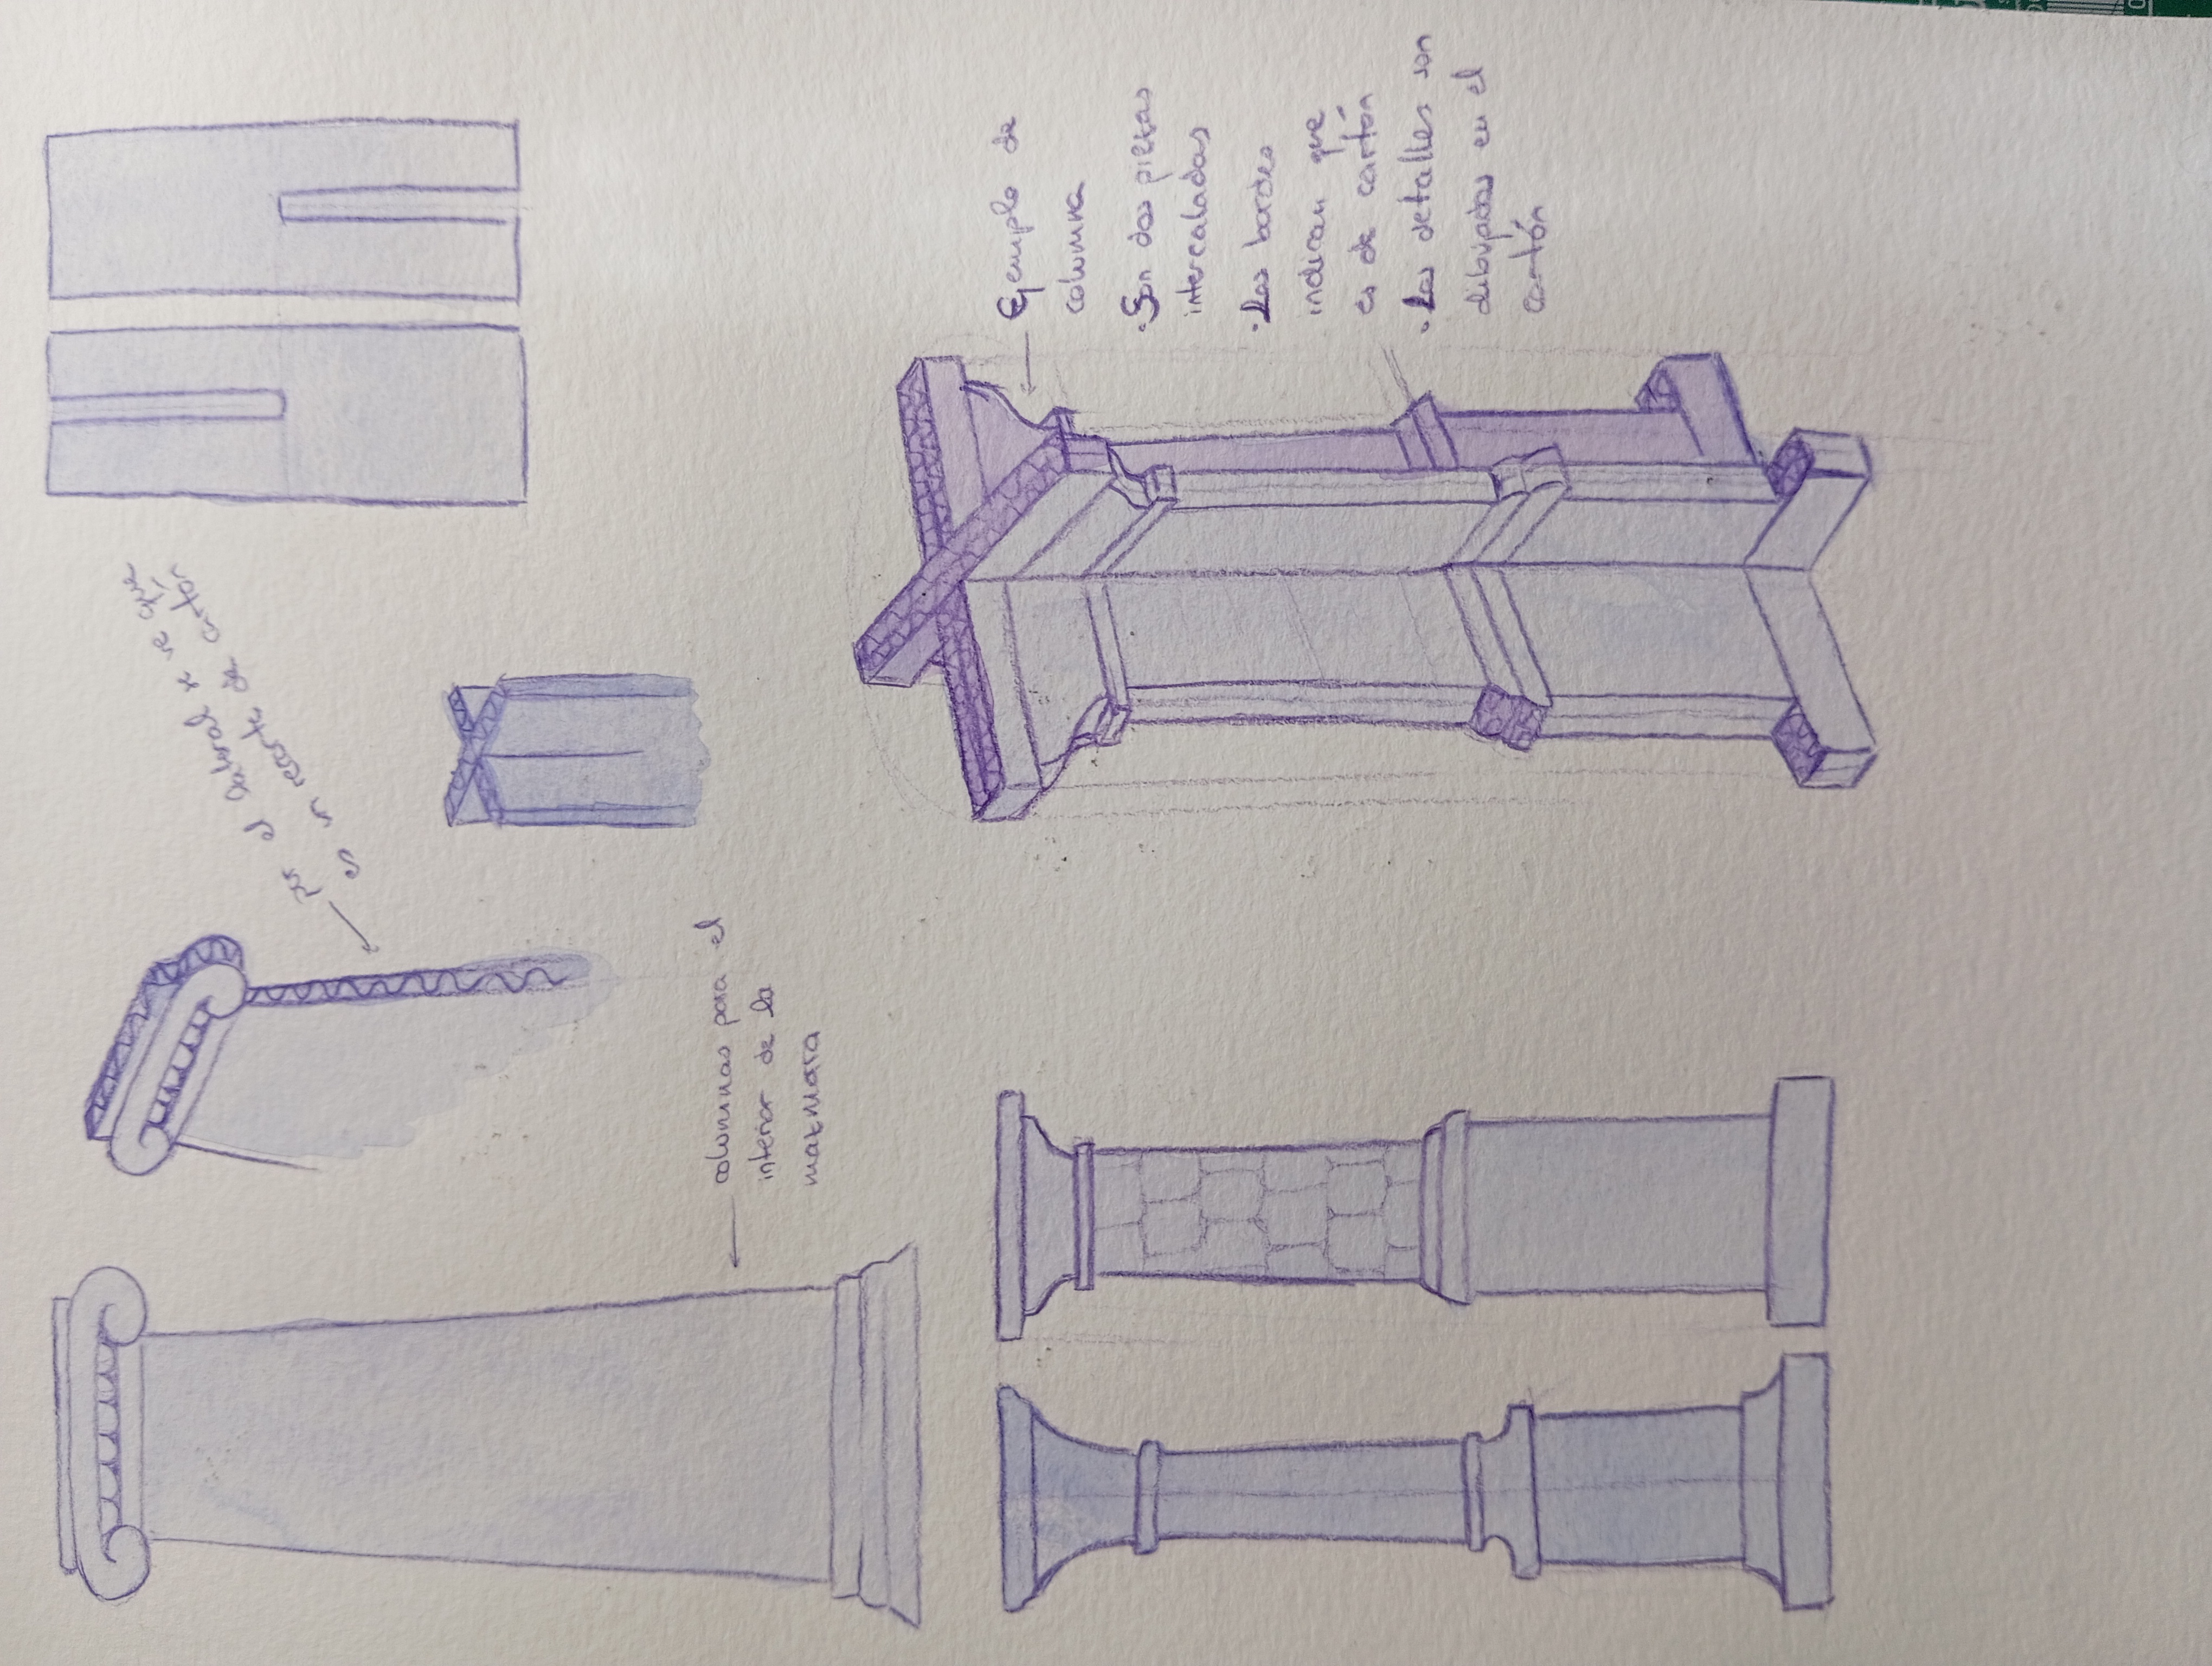 por el lateral se ve que
es un recorte de cartón
columnas para el
interior de la
mazmora
Ejemplo de
columna
· Son dos piezas
intercaladas
· Los bordes
indican que
es de cartón
· Los detalles son
dibujados en el
cartón